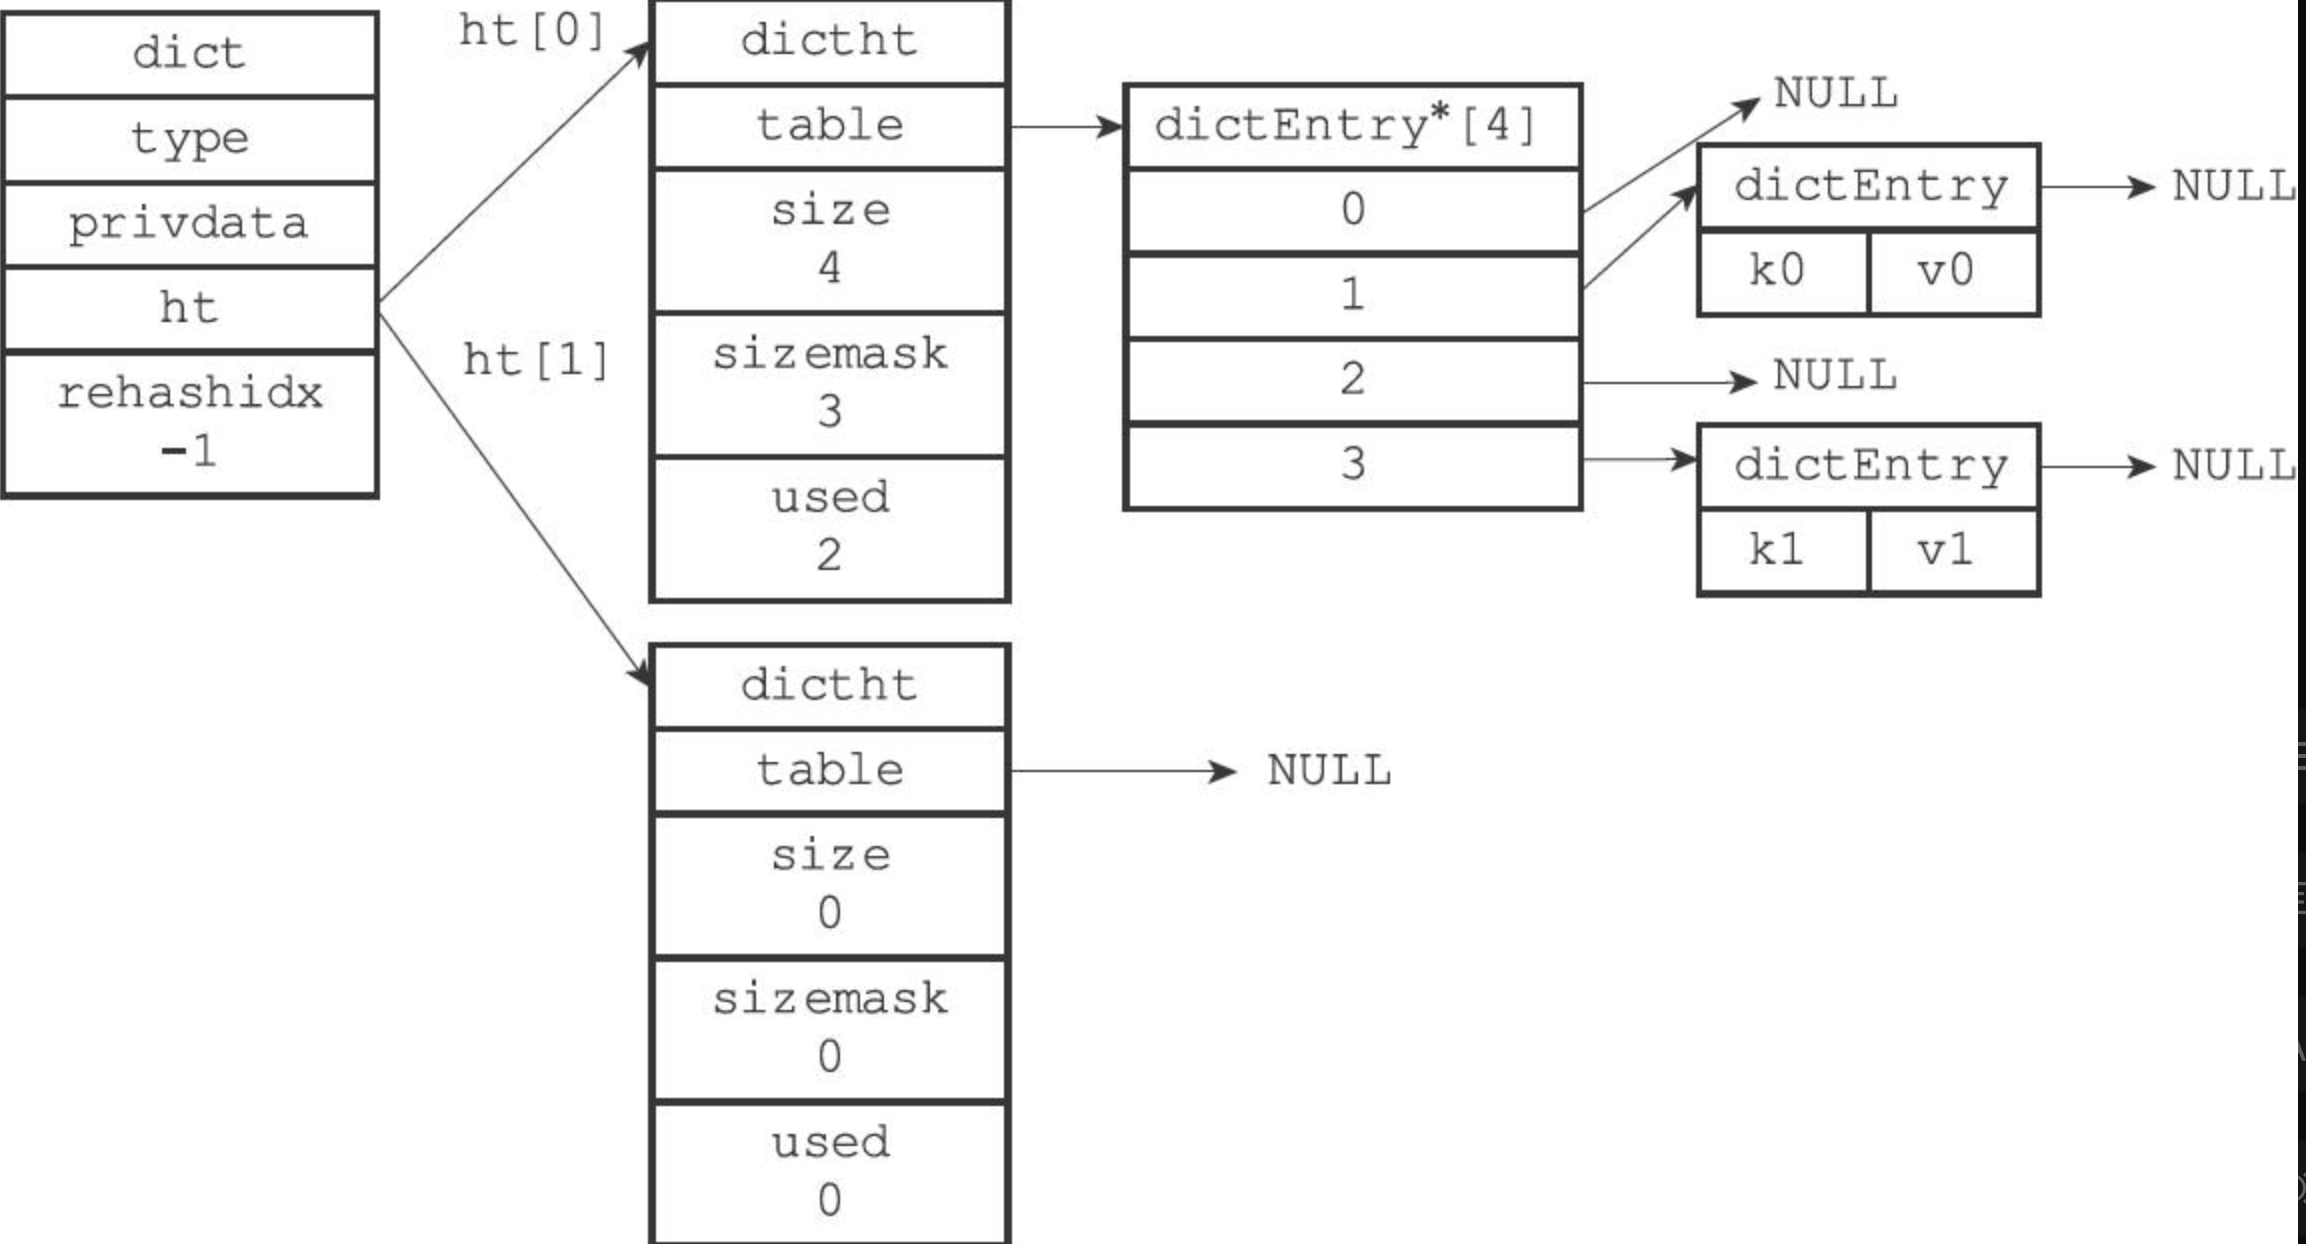 dict
type
privdata
ht
rehashidx
-1
ht[0]
ht[1]
dictht
table
size
4
sizemask
3
used
2
dictEntry*[4]
0
1
2
3
NULL
dictEntry
k0 v0
NULL
NULL
dictEntry
k1 v1
NULL
dictht
table
size
0
sizemask
0
used
0
NULL